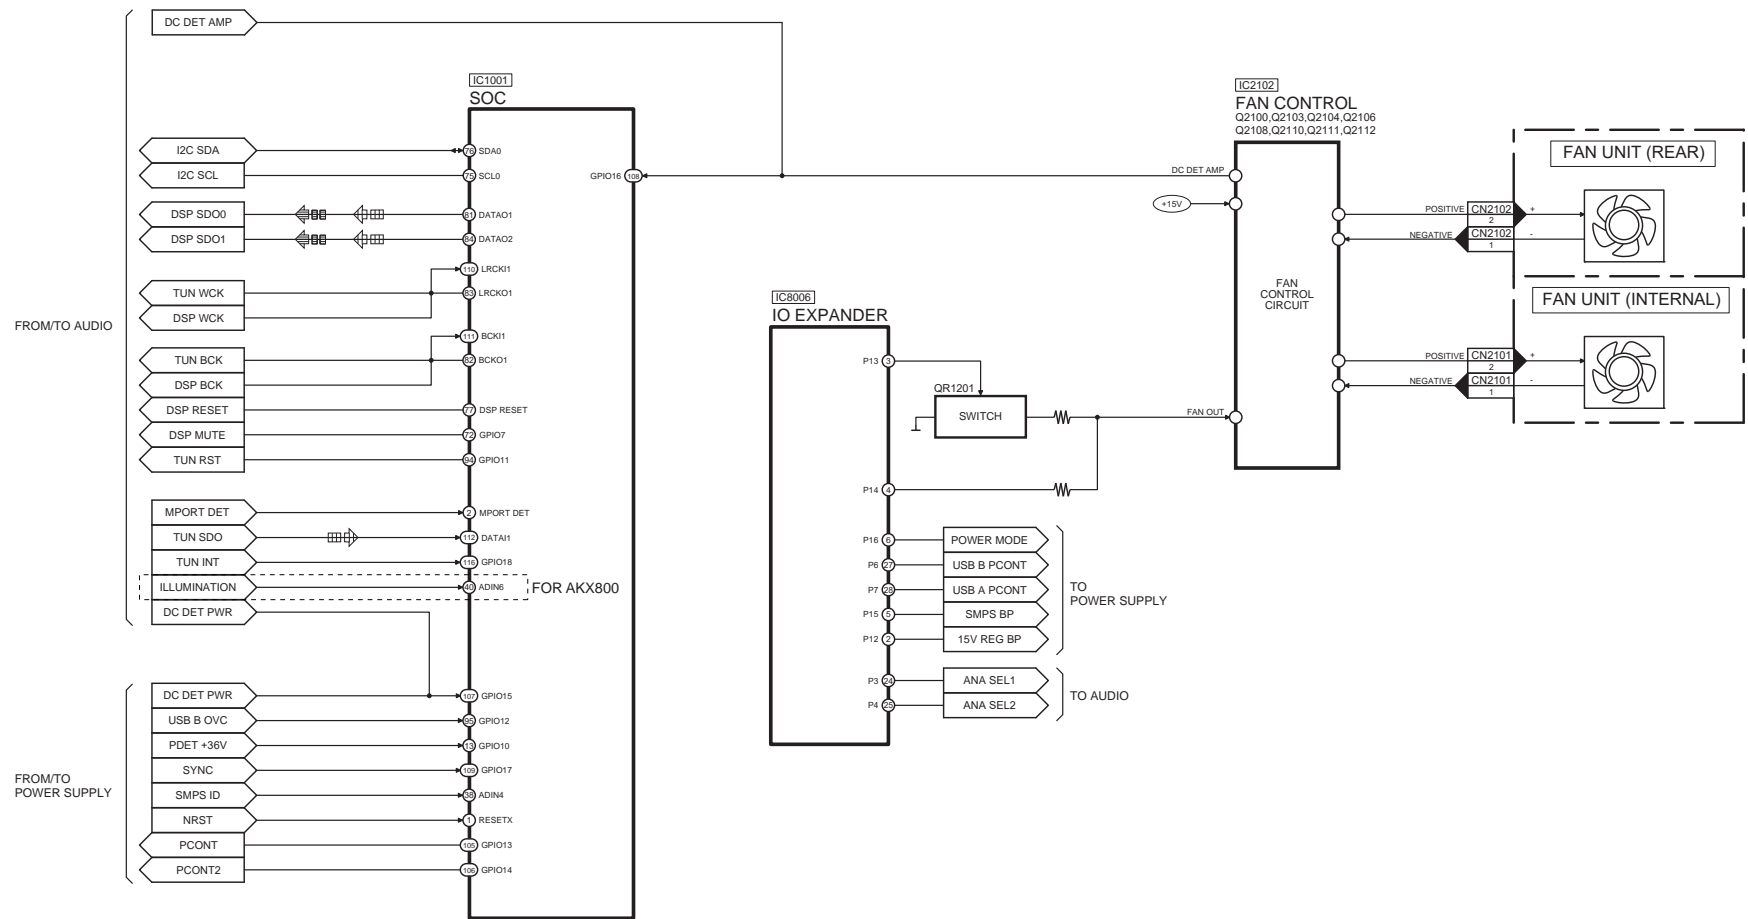 DC DET AMP
IC1001
SOC
FROM/TO AUDIO
I2C SDA
76 SDA0
I2C SCL
75 SCL0
GPIO16 108
DSP SDO0
81 DATAO1
DSP SDO1
84 DATAO2
110 LRCKI1
TUN WCK
83 LRCKO1
DSP WCK
111 BCKI1
TUN BCK
82 BCKO1
DSP BCK
DSP RESET
77 DSP RESET
DSP MUTE
72 GPIO7
TUN RST
94 GPIO11
MPORT DET
2 MPORT DET
TUN SDO
112 DATAI1
TUN INT
116 GPIO18
ILLUMINATION
40 ADIN6
FOR AKX800
DC DET PWR
FROM/TO
POWER SUPPLY
DC DET PWR
107 GPIO15
USB B OVC
95 GPIO12
PDET +36V
13 GPIO10
SYNC
109 GPIO17
SMPS ID
38 ADIN4
NRST
1 RESETX
PCONT
105 GPIO13
PCONT2
106 GPIO14
IC8006
IO EXPANDER
P13 3
QR1201
SWITCH
P14 4
P16 6
POWER MODE
P6 27
USB B PCONT
P7 28
USB A PCONT
P15 5
SMPS BP
P12 2
15V REG BP
TO
POWER SUPPLY
P3 24
ANA SEL1
P4 25
ANA SEL2
TO AUDIO
IC2102
FAN CONTROL
Q2100,Q2103,Q2104,Q2106
Q2108,Q2110,Q2111,Q2112
DC DET AMP
+15V
FAN
CONTROL
CIRCUIT
FAN OUT
FAN UNIT (REAR)
POSITIVE
CN2102
2
+
NEGATIVE
CN2102
1
-
FAN UNIT (INTERNAL)
POSITIVE
CN2101
2
+
NEGATIVE
CN2101
1
-